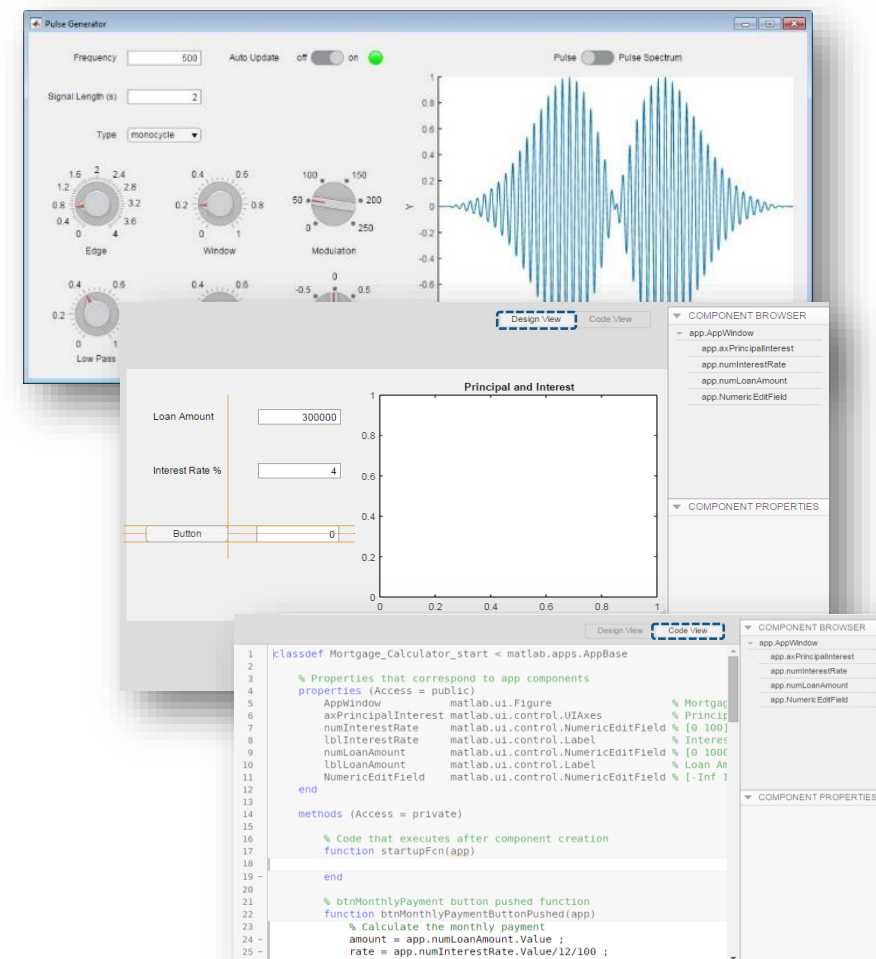 Pulse Generator
Frequency 500 Auto Update off on Pulse Pulse Spectrum
Signal Length (s) 2
Type monocycle
1
0.8
0.6
0.4
0.2
0
-0.2
-0.4
-0.6
Y
0 0.4 0.8 1.2 1.6 2 2.4 2.8 3.2 3.6 4
Edge
0 0.2 0.4 0.6 0.8 1
Window
0 50 100 150 200 250
Modulation
0 0.2 0.4 0.6 1
Low Pass
0.4 0.6
-0.5 0 0.5
Design View Code View
COMPONENT BROWSER
app.AppWindow
app.axPrincipalInterest
app.numInterestRate
app.numLoanAmount
app.NumericEditField
COMPONENT PROPERTIES
Principal and Interest
Loan Amount 300000
Interest Rate % 4
Button 0
1
0.8
0.6
0.4
0.2
0
0 0.2 0.4 0.6 0.8 1
Design View Code View
COMPONENT BROWSER
app.AppWindow
app.axPrincipalInterest
app.numInterestRate
app.numLoanAmount
app.NumericEditField
COMPONENT PROPERTIES
1 classdef Mortgage_Calculator_start < matlab.apps.AppBase
2
3 % Properties that correspond to app components
4 properties (Access = public)
5 AppWindow matlab.ui.Figure % Mortgag
6 axPrincipalInterest matlab.ui.control.UIAxes % Princip
7 numInterestRate matlab.ui.control.NumericEditField % [0 100]
8 lblInterestRate matlab.ui.control.Label % Interes
9 numLoanAmount matlab.ui.control.NumericEditField % [0 1000
10 lblLoanAmount matlab.ui.control.Label % Loan Am
11 NumericEditField matlab.ui.control.NumericEditField % [-Inf I
12 end
13
14 methods (Access = private)
15
16 % Code that executes after component creation
17 function startupFcn(app)
18
19 - end
20
21 % btnMonthlyPayment button pushed function
22 function btnMonthlyPaymentButtonPushed(app)
23 % Calculate the monthly payment
24 - amount = app.numLoanAmount.Value ;
25 - rate = app.numInterestRate.Value/12/100 ;